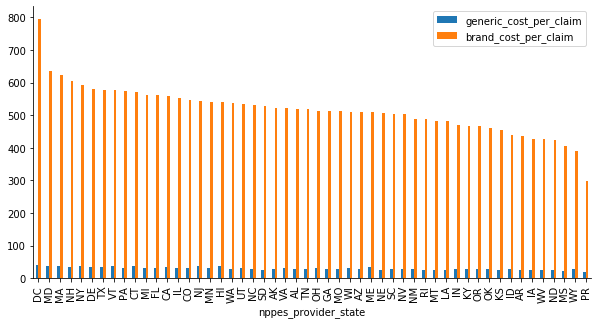 generic_cost_per_claim
brand_cost_per_claim
800
700
600
500
400
300
200
100
0
DC MD MA NH NY DE TX VT PA CT MI FL CA IL CO NJ MN HI WA UT NC SD AK VA AL TN OH GA MO WI AZ ME NE SC NV NM RI MT LA IN KY OR OK KS ID AR IA WV ND MS WY PR
nppes_provider_state